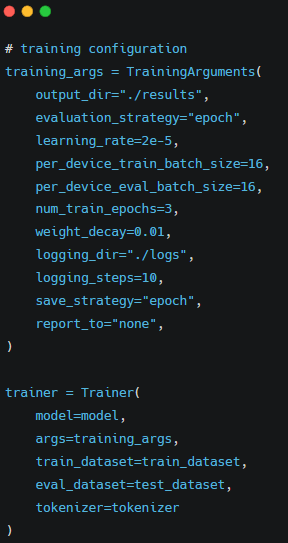 # training configuration
training_args = TrainingArguments(
    output_dir="./results",
    evaluation_strategy="epoch",
    learning_rate=2e-5,
    per_device_train_batch_size=16,
    per_device_eval_batch_size=16,
    num_train_epochs=3,
    weight_decay=0.01,
    logging_dir="./logs",
    logging_steps=10,
    save_strategy="epoch",
    report_to="none",
)

trainer = Trainer(
    model=model,
    args=training_args,
    train_dataset=train_dataset,
    eval_dataset=test_dataset,
    tokenizer=tokenizer
)